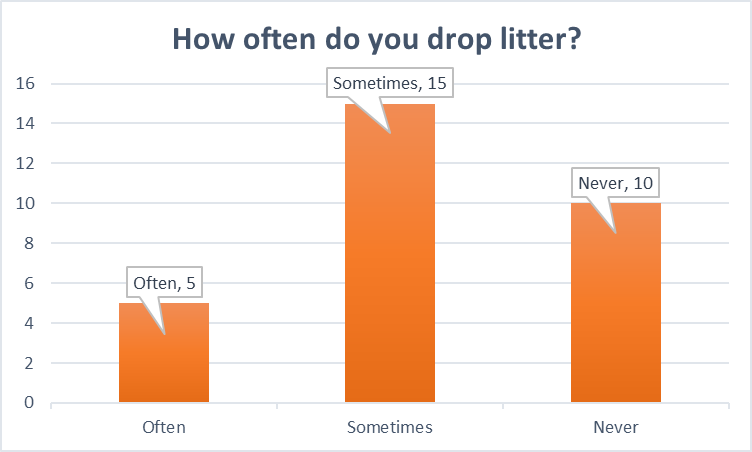 How often do you drop litter?
16
14
12
10
8
6
4
2
0
Often, 5
Sometimes, 15
Never, 10
Often
Sometimes
Never